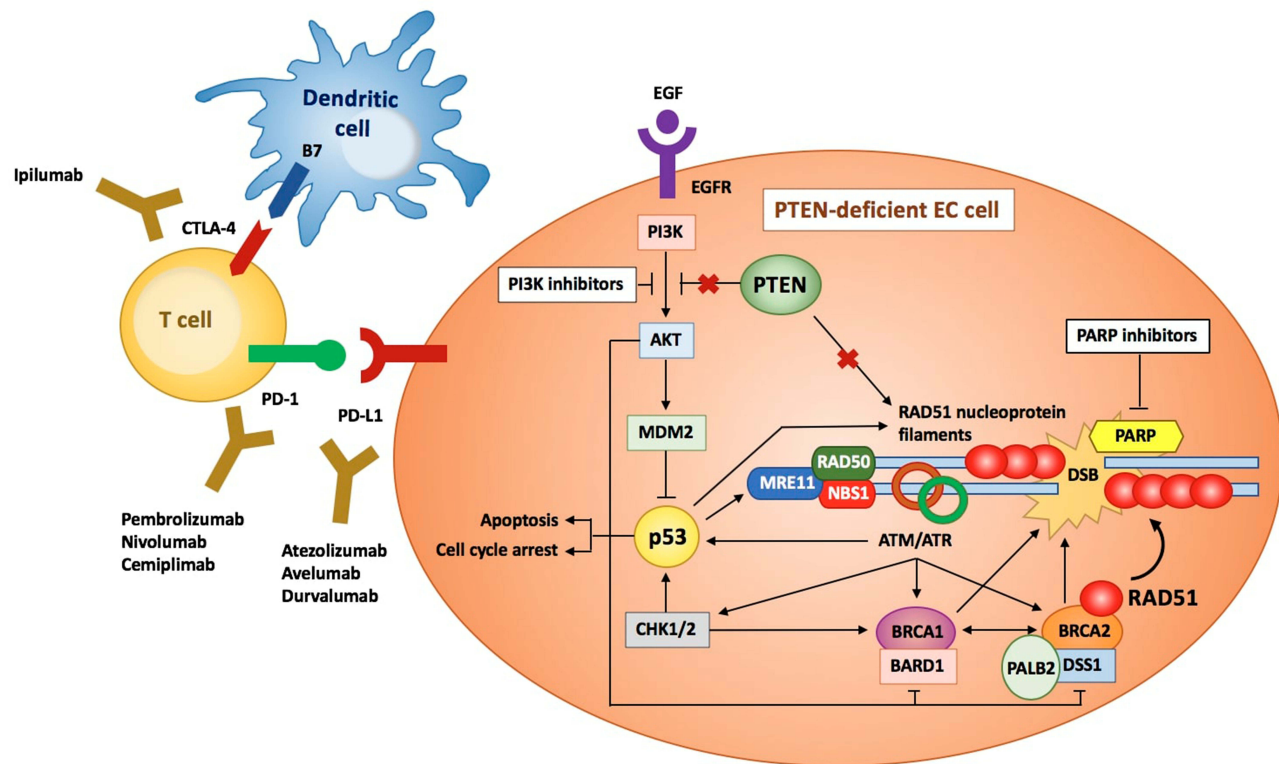 Dendritic
cell
B7
Ipilumab
CTLA-4
T cell
PD-1
PD-L1
Pembrolizumab
Nivolumab
Cemiplimab
Atezolizumab
Avelumab
Durvalumab
EGF
EGFR
PTEN-deficient EC cell
PI3K
PI3K inhibitors
PTEN
AKT
PARP inhibitors
MDM2
RAD51 nucleoprotein
filaments
PARP
RAD50
MRE11
NBS1
DSB
Apoptosis
Cell cycle arrest
p53
ATM/ATR
RAD51
CHK1/2
BRCA1
BRCA2
BARD1
PALB2
DSS1